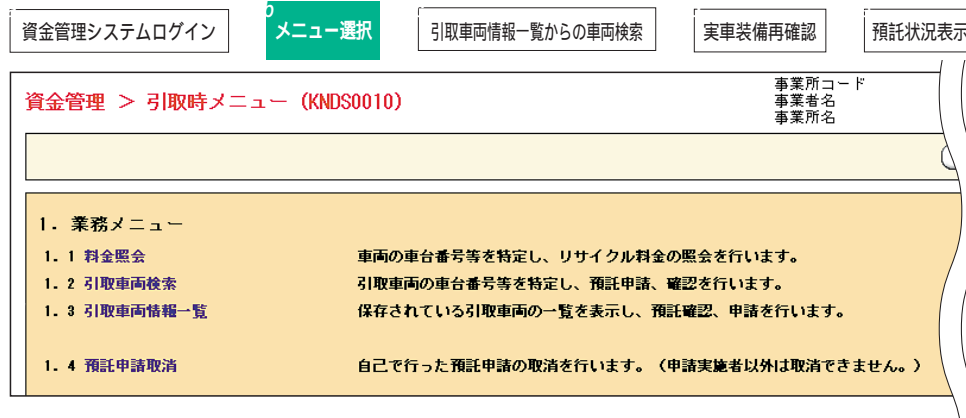 資金管理システムログイン
メニュー選択
引取車両情報一覧からの車両検索
実車装備再確認
預託状況表示
資金管理 ＞ 引取時メニュー (KNDS0010)
事業所コード
事業者名
事業所名
1. 業務メニュー
1. 1 料金照会 車両の車台番号等を特定し、リサイクル料金の照会を行います。
1. 2 引取車両検索 引取車両の車台番号等を特定し、預託申請、確認を行います。
1. 3 引取車両情報一覧 保存されている引取車両の一覧を表示し、預託確認、申請を行います。
1. 4 預託申請取消 自己で行った預託申請の取消を行います。（申請実施者以外は取消できません。）